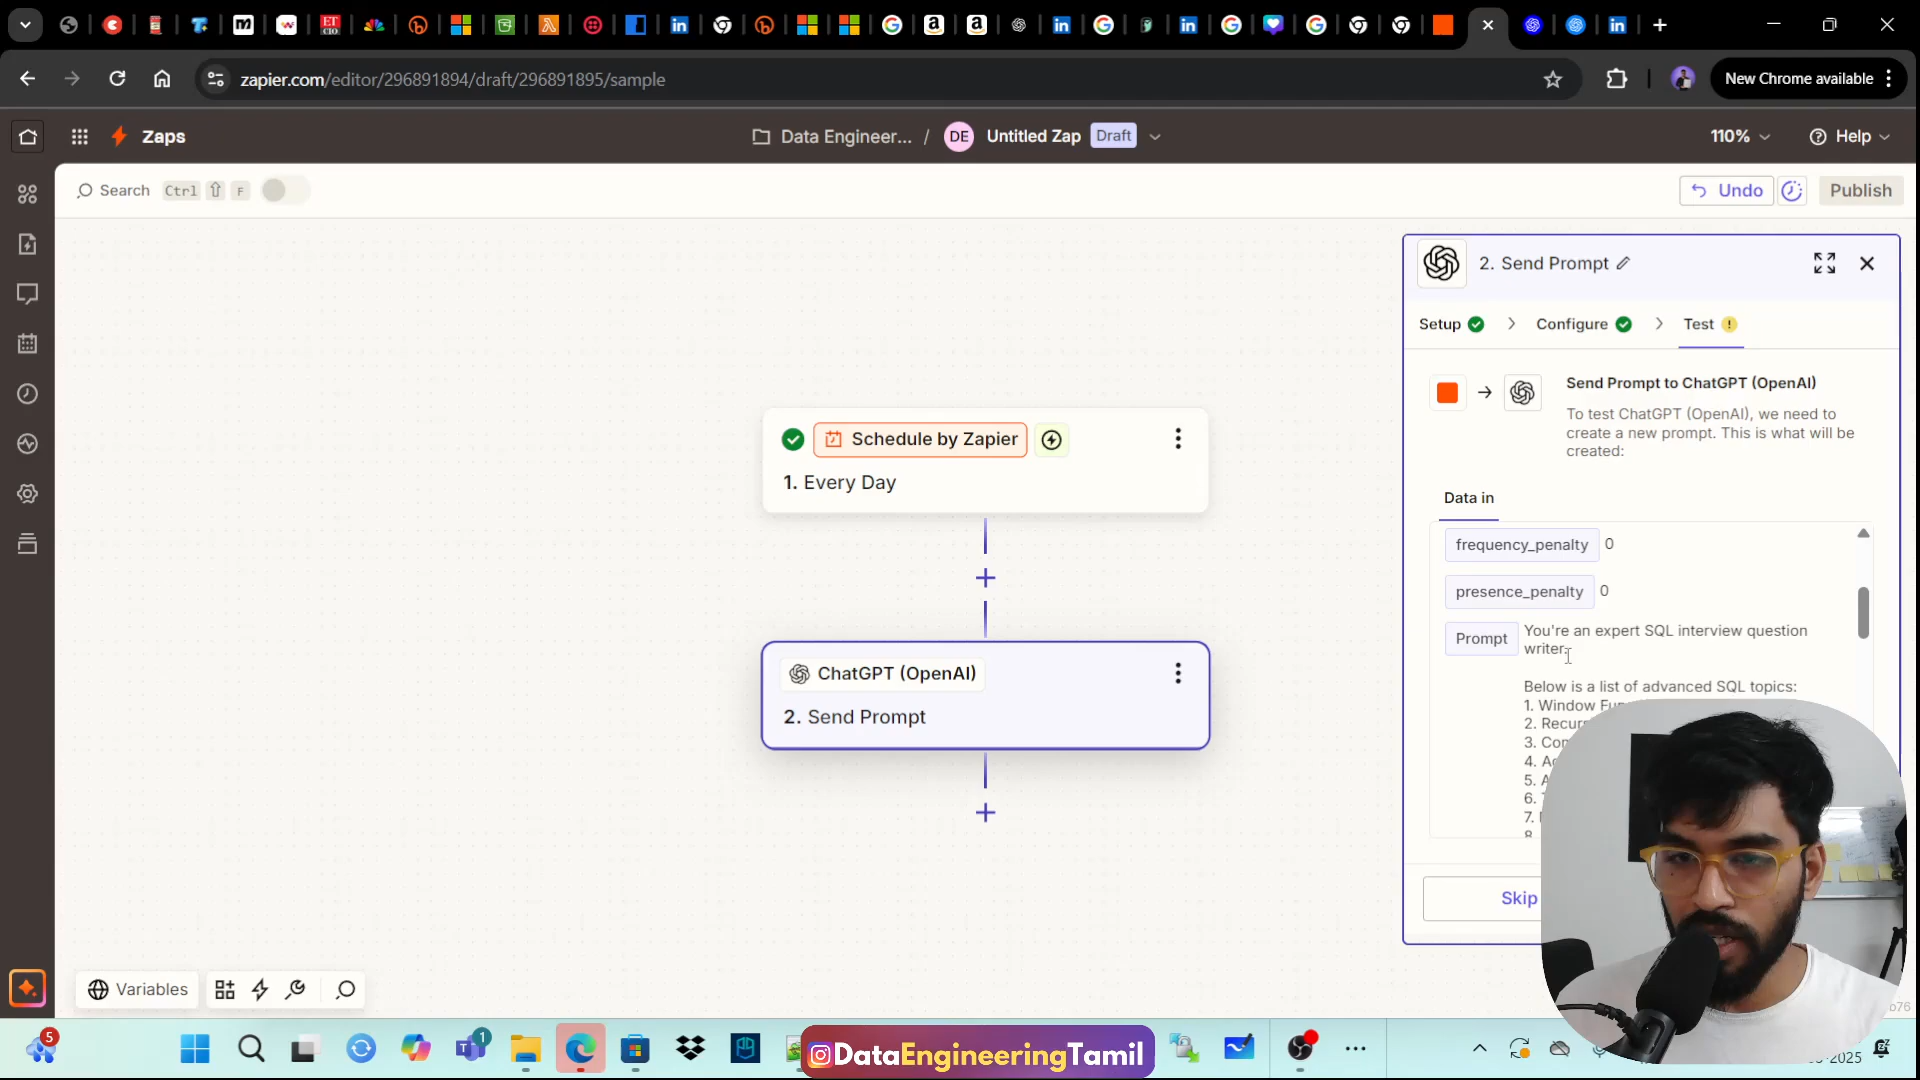 zapier.com/editor/296891894/draft/296891895/sample
New Chrome available
Zaps
Data Engineer... / DE Untitled Zap Draft
110%
Help
Search Ctrl F
Undo
Publish
2. Send Prompt
Setup
Configure
Test
Send Prompt to ChatGPT (OpenAI)
To test ChatGPT (OpenAI), we need to
create a new prompt. This is what will be
created:
Data in
frequency_penalty 0
presence_penalty 0
Prompt You're an expert SQL interview question
writer.
Below is a list of advanced SQL topics:
1. Window
2.
3.
4.
5.
6.
7.
8.
Skip
Schedule by Zapier
1. Every Day
ChatGPT (OpenAI)
2. Send Prompt
Variables
5
1
DataEngineeringTamil
2025